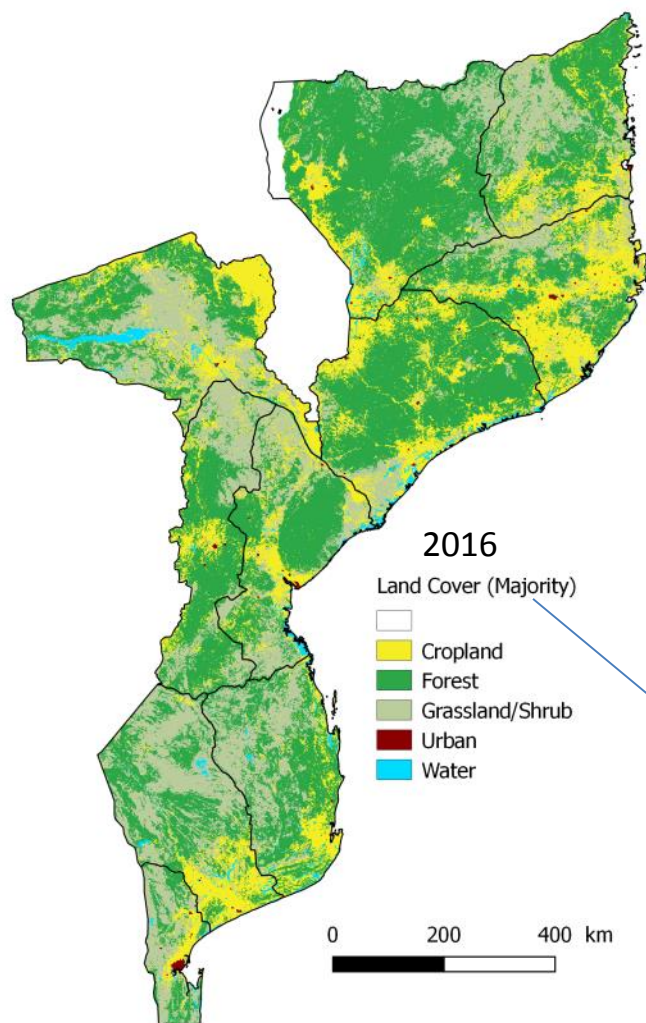 2016
Land Cover (Majority)
Cropland
Forest
Grassland/Shrub
Urban
Water
0 200 400 km